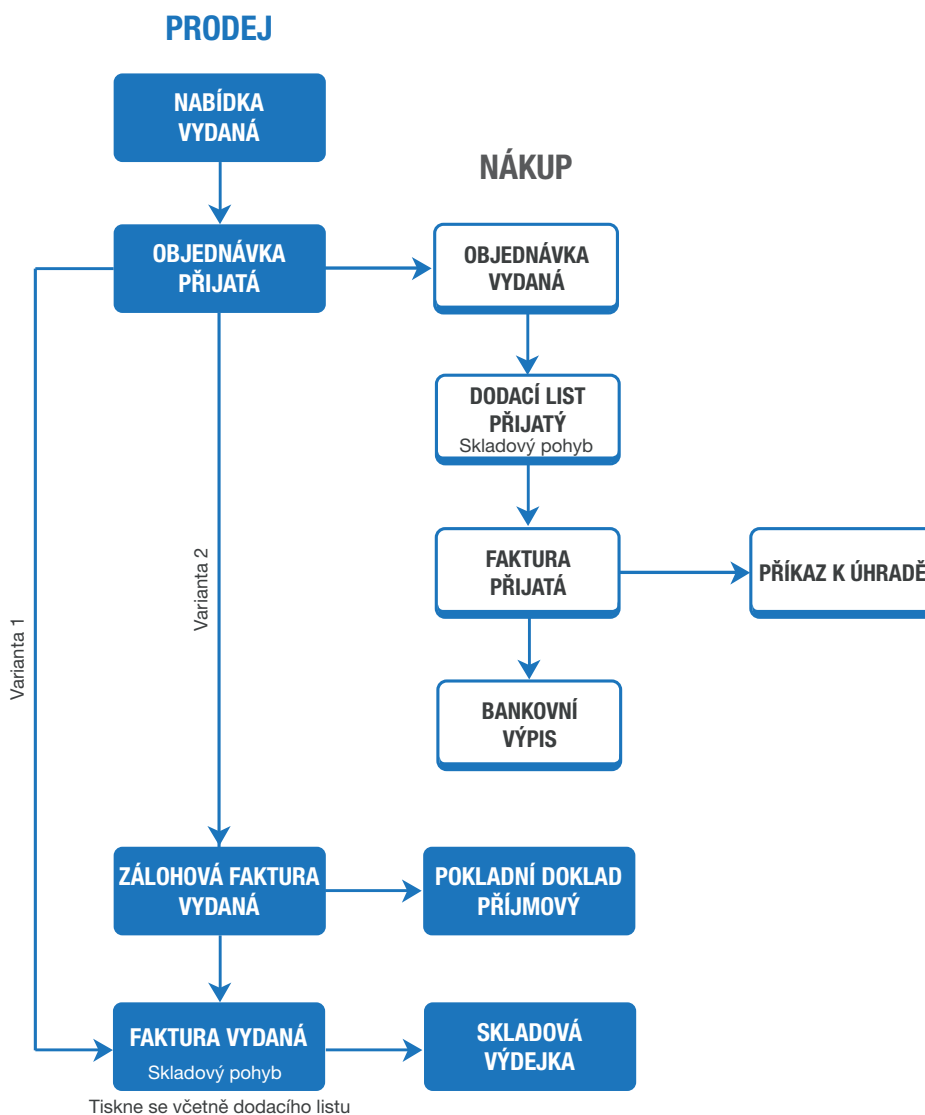 PRODEJ
NABÍDKA
VYDANÁ
NÁKUP
OBJEDNÁVKA
PŘIJATÁ
OBJEDNÁVKA
VYDANÁ
DODACÍ LIST
PŘIJATÝ
Skladový pohyb
FAKTURA
PŘIJATÁ
PŘÍKAZ K ÚHRADĚ
BANKOVNÍ
VÝPIS
Varianta 1
Varianta 2
ZÁLOHOVÁ FAKTURA
VYDANÁ
POKLADNÍ DOKLAD
PŘÍJMOVÝ
FAKTURA VYDANÁ
Skladový pohyb
SKLADOVÁ
VÝDEJKA
Tiskne se včetně dodacího listu